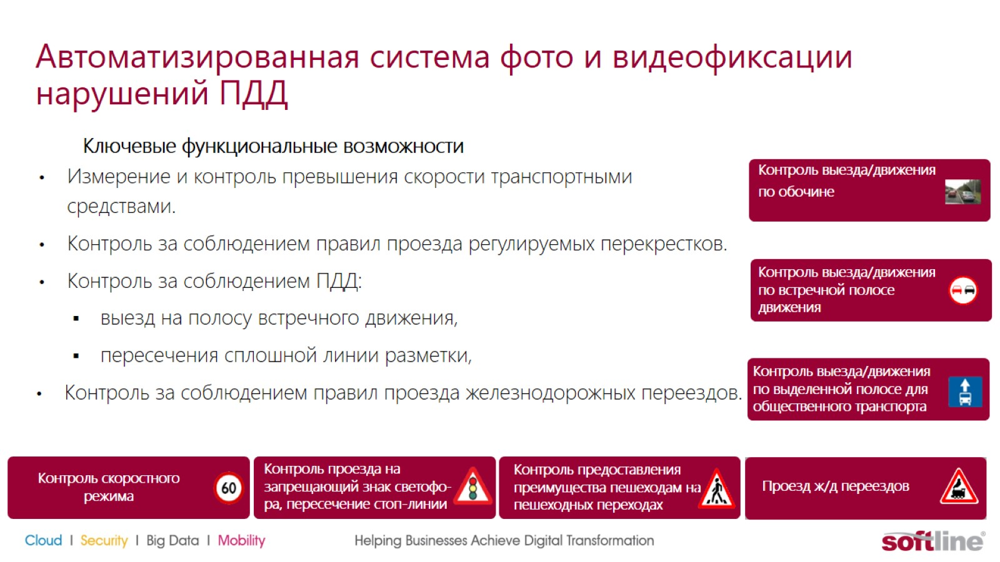 Автоматизированная система фото и видеофиксации
нарушений ПДД
Ключевые функциональные возможности
• Измерение и контроль превышения скорости транспортными
средствами.
• Контроль за соблюдением правил проезда регулируемых перекрестков.
• Контроль за соблюдением ПДД:
▪ выезд на полосу встречного движения,
▪ пересечения сплошной линии разметки,
• Контроль за соблюдением правил проезда железнодорожных переездов.
Контроль выезда/движения
по обочине
Контроль выезда/движения
по встречной полосе
движения
Контроль выезда/движения
по выделенной полосе для
общественного транспорта
Контроль скоростного
режима
60
Контроль проезда на
запрещающий знак светофо-
ра, пересечение стоп-линии
Контроль предоставления
преимущества пешеходам на
пешеходных переходах
Проезд ж/д переездов
Cloud | Security | Big Data | Mobility
Helping Businesses Achieve Digital Transformation
softline®